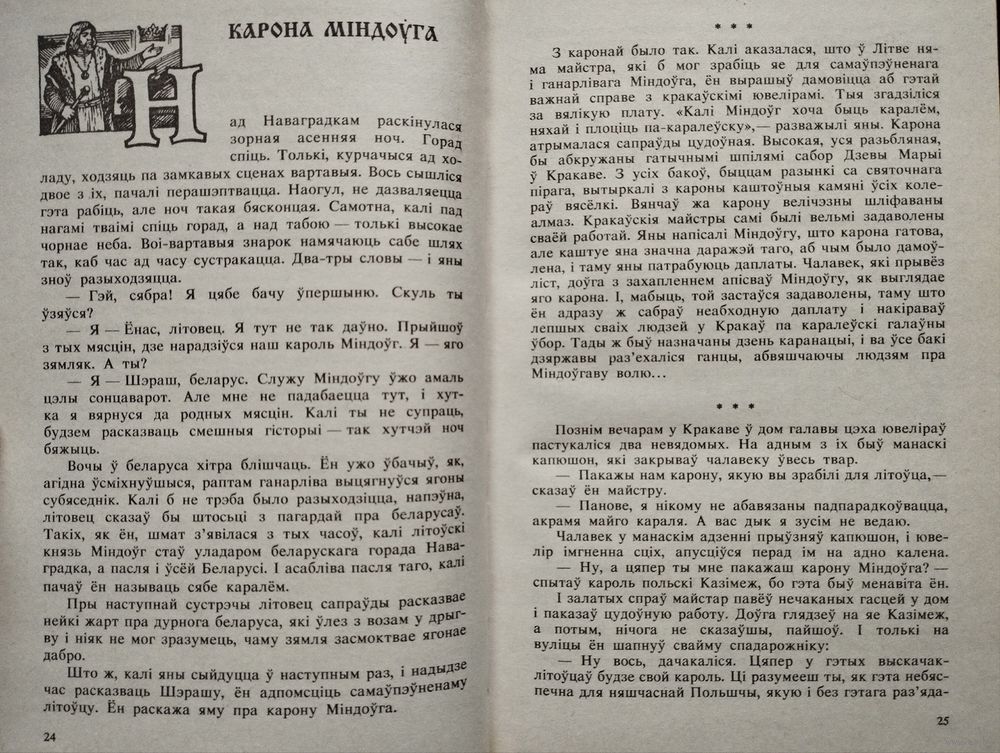 КАРОНА МІНДОЎГА
Над Наваградкам раскінулася
зорная асенняя ноч. Горад
спіць. Толькі, курчачыся ад хо-
ладу, ходзяць па замкавых сценах вартавыя. Вось сышліся
двое з іх, пачалі перашэптвацца. Наогул, не дазваляецца
гэта рабіць, але ноч такая бясконцая. Самотна, калі пад
нагамі тваімі спіць горад, а над табою — толькі высокае
чорнае неба. Воі-вартавыя знарок намячаюць сабе шлях
так, каб час ад часу сустракацца. Два-тры словы — і яны
зноў разыходзяцца.
— Гэй, сябра! Я цябе бачу ўпершыню. Скуль ты
ўзяўся?
— Я — Ёнас, літовец. Я тут не так даўно. Прыйшоў
з тых мясцін, дзе нарадзіўся наш кароль Міндоўг. Я — яго
зямляк. А ты?
— Я — Шэраш, беларус. Служу Міндоўгу ўжо амаль
цэлы сонцаварот. Але мне не падабаецца тут, і хут-
ка я вярнуся да родных мясцін. Калі ты не супраць,
будзем расказваць смешныя гісторыі — так хутчэй ноч
бяжыць.
Вочы ў беларуса хітра блішчаць. Ён ужо ўбачыў, як,
агідна ўсміхнуўшыся, раптам ганарліва выцягнуўся ягоны
субяседнік. Калі б не трэба было разыходзіцца, напэўна,
літовец сказаў бы штосьці з пагардай пра беларусаў.
Такіх, як ён, шмат з'явілася з тых часоў, калі літоўскі
князь Міндоўг стаў уладаром беларускага горада Нава-
градка, а пасля і ўсёй Беларусі. І асабліва пасля таго, калі
пачаў ён называць сябе каралём.
Пры наступнай сустрэчы літовец сапраўды расказвае
нейкі жарт пра дурнога беларуса, які ўлез з возам у дрыг-
ву і ніяк не мог зразумець, чаму зямля засмоктвае ягонае
дабро.
Што ж, калі яны сыйдуцца ў наступным раз, і надыдзе
час расказваць Шэрашу, ён адпомсціць самаўпэўненаму
літоўцу. Ён раскажа яму пра карону Міндоўга.
24
* * *
З каронай было так. Калі аказалася, што ў Літве ня-
ма майстра, які б мог зрабіць яе для самаўпэўненага
і ганарлівага Міндоўга, ён вырашыў дамовіцца аб гэтай
важнай справе з кракаўскімі ювелірамі. Тыя згадзіліся
за вялікую плату. «Калі Міндоўг хоча быць каралём,
няхай і плоціць па-каралеўску»,— разважылі яны. Карона
атрымалася сапраўды цудоўная. Высокая, уся разьбляная,
бы абкружаны гатычнымі шпілямі сабор Дзевы Марыі
ў Кракаве. З усіх бакоў, быццам разынкі са святочнага
пірага, вытыркалі з кароны каштоўныя камяні ўсіх коле-
раў вясёлкі. Вянчаў жа карону велічэзны шліфаваны
алмаз. Кракаўскія майстры самі былі вельмі задаволены
сваёй работай. Яны напісалі Міндоўгу, што карона гатова,
але каштуе яна значна даражэй таго, аб чым было дамоў-
лена, і таму яны патрабуюць даплаты. Чалавек, які прывёз
ліст, доўга з захапленнем апісваў Міндоўгу, як выглядае
яго карона. І, мабыць, той застаўся задаволены, таму што
ён адразу ж сабраў неабходную даплату і накіраваў
лепшых сваіх людзей у Кракаў па каралеўскі галаўны
ўбор. Тады ж быў назначаны дзень каранацыі, і ва ўсе бакі
дзяржавы раз'ехаліся ганцы, абвяшчаючы людзям пра
Міндоўгаву волю...
* * *
Познім вечарам у Кракаве ў дом галавы цэха ювеліраў
пастукаліся два невядомых. На адным з іх быў манаскі
капюшон, які закрываў чалавеку ўвесь твар.
— Пакажы нам карону, якую вы зрабілі для літоўца,—
сказаў ён майстру.
— Панове, я нікому не абавязаны падпарадкоўвацца,
акрамя майго караля. А вас дык я зусім не ведаю.
Чалавек у манаскім адзенні прыўзняў капюшон, і юве-
лір імгненна сціх, апусціўся перад ім на адно калена.
— Ну, а цяпер ты мне пакажаш карону Міндоўга? —
спытаў кароль польскі Казімеж, бо гэта быў менавіта ён.
І залатых спраў майстар павёў нечаканых гасцей у дом
і паказаў цудоўную работу. Доўга глядзеў на яе Казімеж,
а потым, нічога не сказаўшы, пайшоў. І толькі на
вуліцы ён шапнуў свайму спадарожніку:
— Ну вось, дачакаліся. Цяпер у гэтых выскачак-
літоўцаў будзе свой кароль. Ці разумееш ты, як гэта небяс-
печна для няшчаснай Польшчы, якую і без гэтага раз'яда-
25